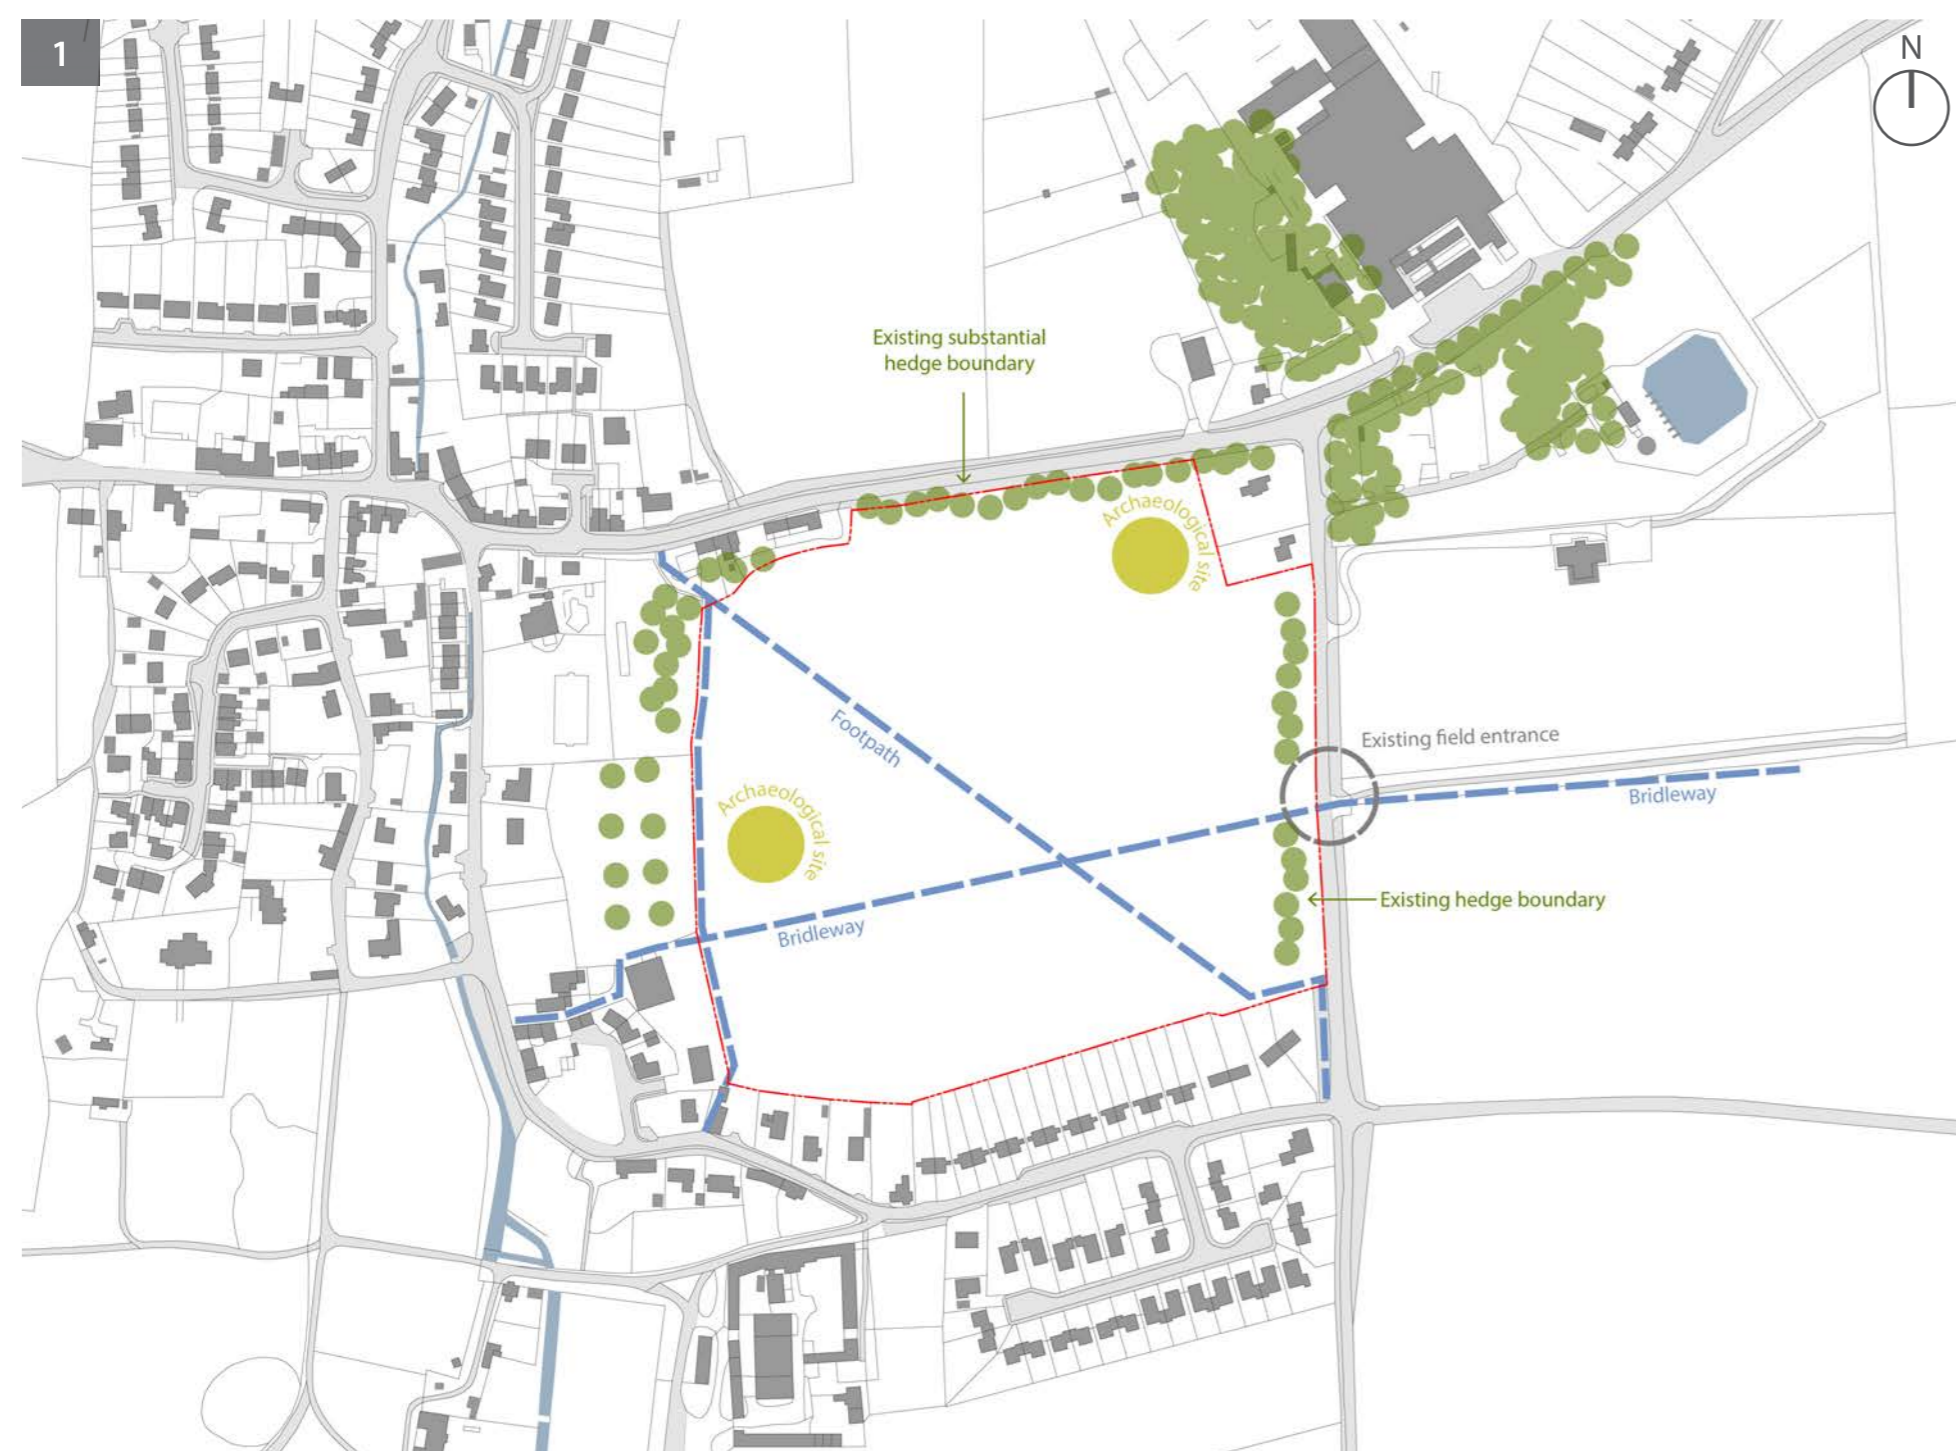 1
N
Existing substantial
hedge boundary
Archaeological site
Footpath
Existing field entrance
Bridleway
Archaeological site
Existing hedge boundary
Bridleway